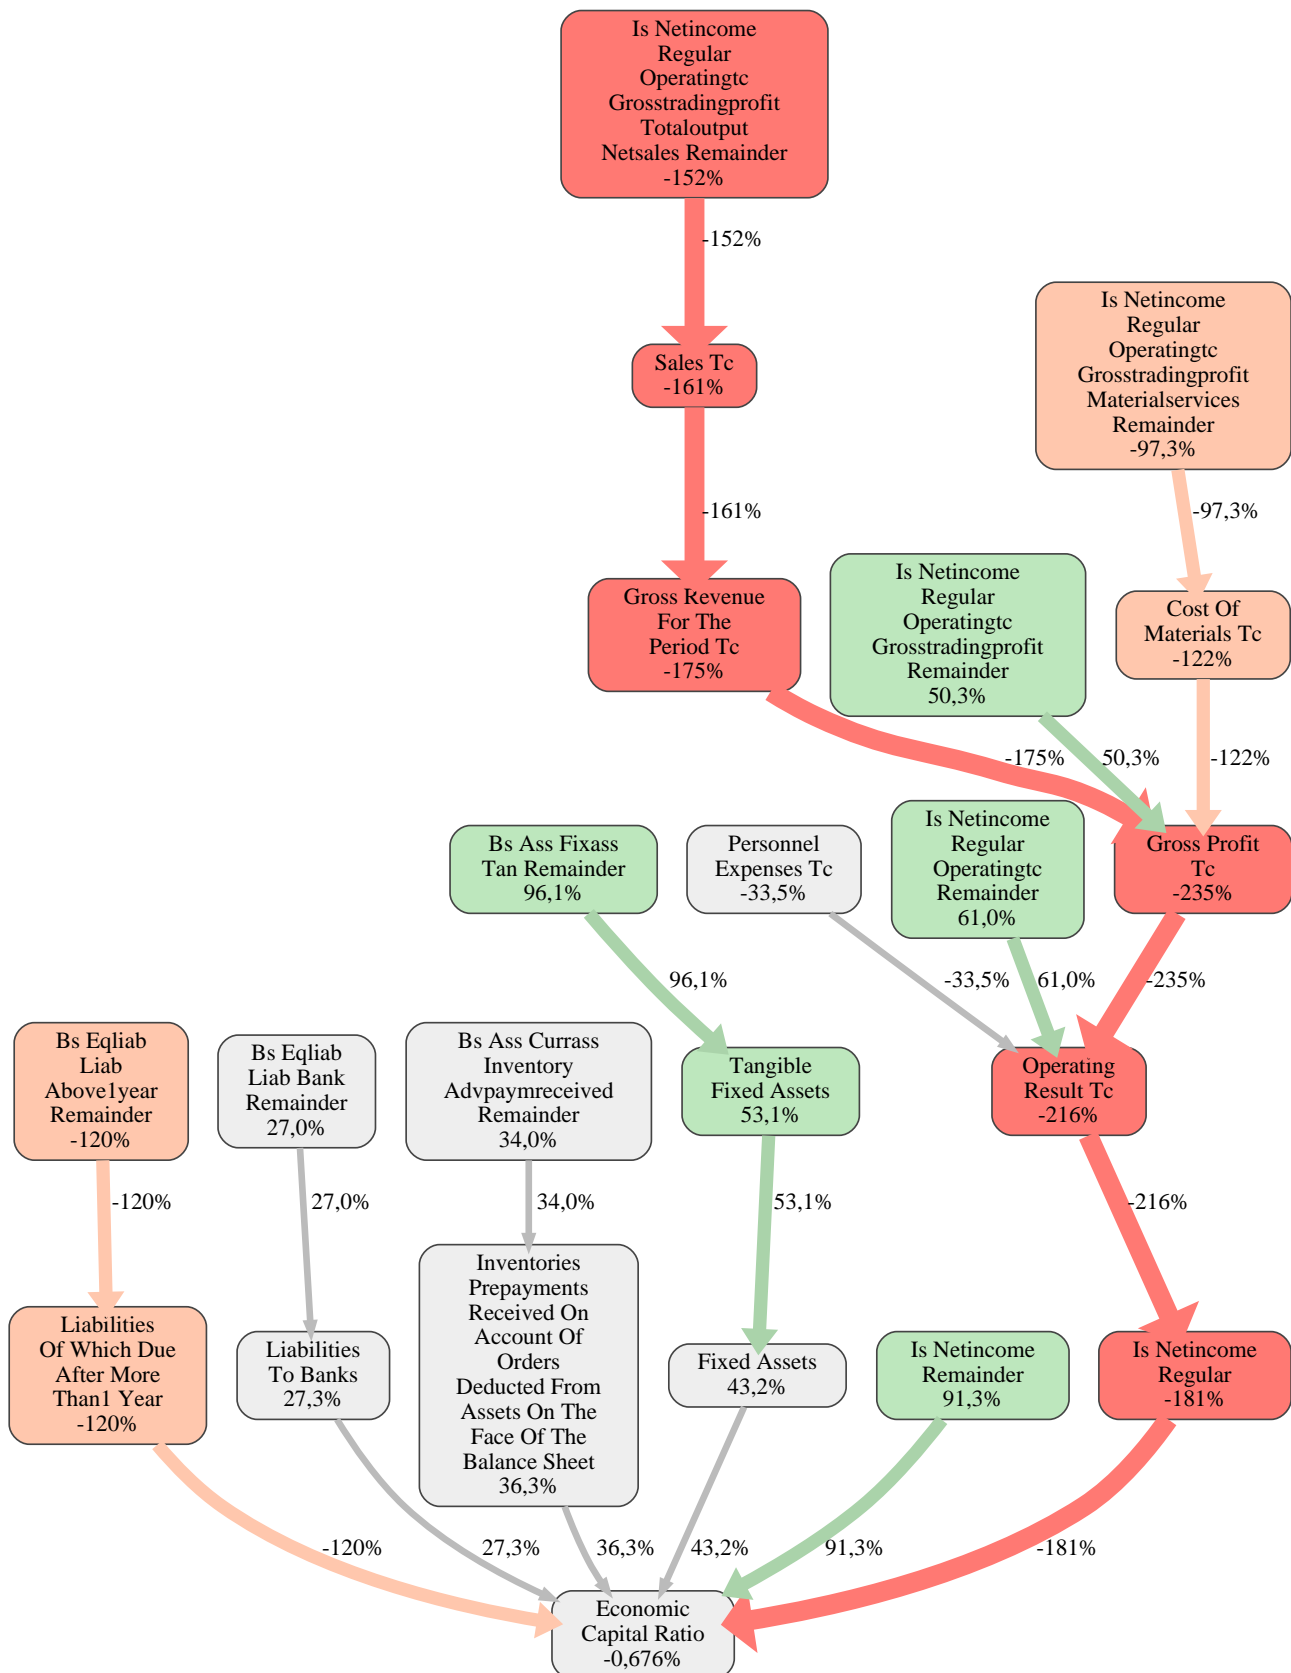 Is Netincome
Regular
Operatingtc
Grosstradingprofit
Totaloutput
Netsales Remainder
-152%
-152%
Is Netincome
Regular
Operatingtc
Grosstradingprofit
Materialservices
Remainder
-97,3%
Sales Tc
-161%
-161%
-97,3%
Is Netincome
Regular
Operatingtc
Grosstradingprofit
Remainder
50,3%
Gross Revenue
For The
Period Tc
-175%
Cost Of
Materials Tc
-122%
-175%
50,3%
-122%
Bs Ass Fixass
Tan Remainder
96,1%
Personnel
Expenses Tc
-33,5%
Is Netincome
Regular
Operatingtc
Remainder
61,0%
Gross Profit
Tc
-235%
96,1%
-33,5%
61,0%
-235%
Bs Eqliab
Liab
Above1year
Remainder
-120%
Bs Eqliab
Liab Bank
Remainder
27,0%
Bs Ass Currass
Inventory
Advpaymreceived
Remainder
34,0%
Tangible
Fixed Assets
53,1%
Operating
Result Tc
-216%
-120%
27,0%
34,0%
53,1%
-216%
Liabilities
Of Which Due
After More
Than1 Year
-120%
Liabilities
To Banks
27,3%
Inventories
Prepayments
Received On
Account Of
Orders
Deducted From
Assets On The
Face Of The
Balance Sheet
36,3%
Fixed Assets
43,2%
Is Netincome
Remainder
91,3%
Is Netincome
Regular
-181%
-120%
27,3%
36,3%
43,2%
91,3%
-181%
Economic
Capital Ratio
-0,676%